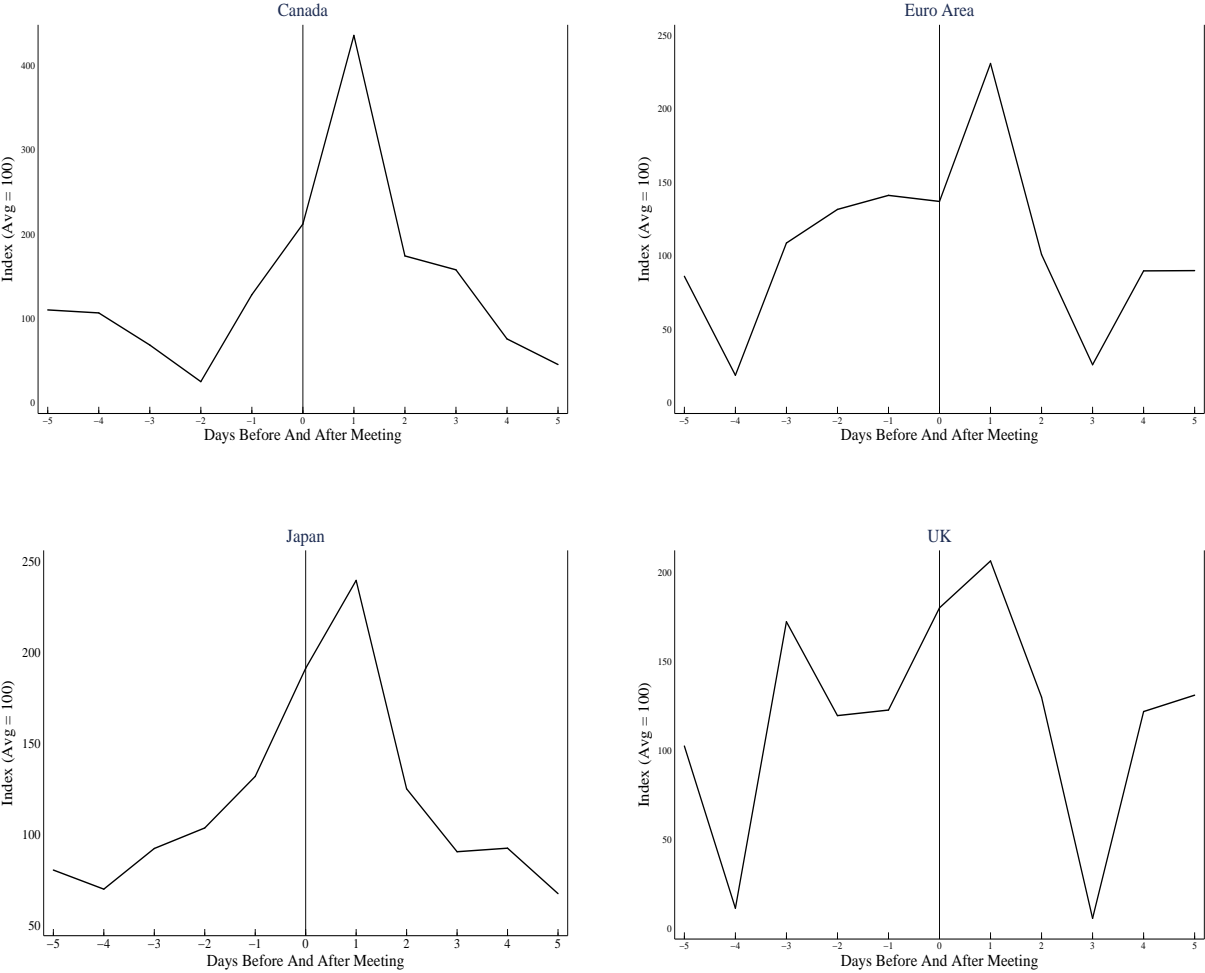 Canada
400
300
200
100
0
Index (Avg = 100)
−5 −4 −3 −2 −1 0 1 2 3 4 5
Days Before And After Meeting
Euro Area
250
200
150
100
50
0
Index (Avg = 100)
−5 −4 −3 −2 −1 0 1 2 3 4 5
Days Before And After Meeting
Japan
250
200
150
100
50
Index (Avg = 100)
−5 −4 −3 −2 −1 0 1 2 3 4 5
Days Before And After Meeting
UK
200
150
100
50
0
Index (Avg = 100)
−5 −4 −3 −2 −1 0 1 2 3 4 5
Days Before And After Meeting